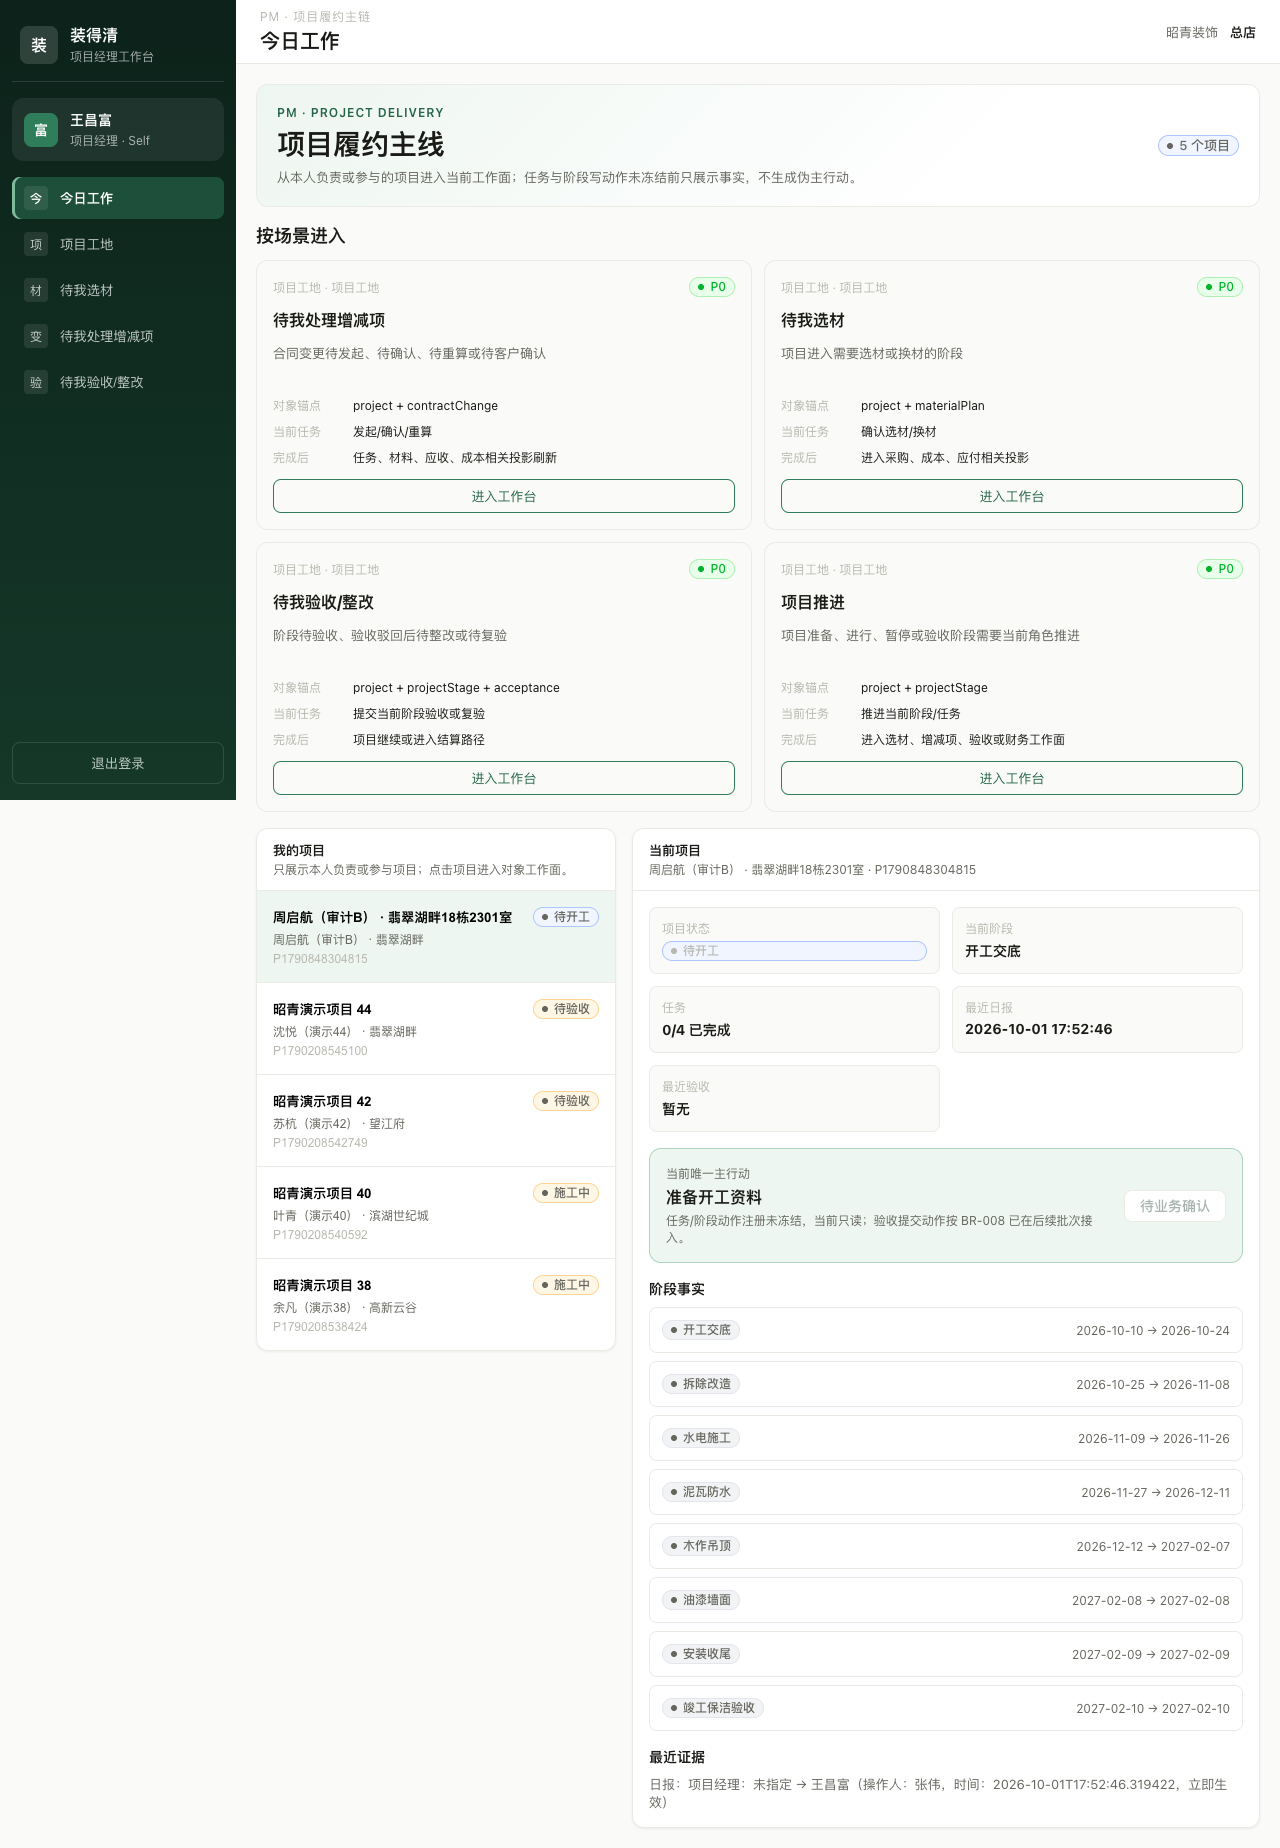 装
装得清
项目经理工作台
富
王昌富
项目经理 · Self
今 今日工作
项 项目工地
材 待我选材
变 待我处理增减项
验 待我验收/整改
退出登录
PM · 项目履约主链
今日工作
昭青装饰 总店
PM · PROJECT DELIVERY
项目履约主线
从本人负责或参与的项目进入当前工作面；任务与阶段写动作未冻结前只展示事实，不生成伪主行动。
5 个项目
按场景进入
项目工地 · 项目工地
P0
待我处理增减项
合同变更待发起、待确认、待重算或待客户确认
对象锚点 project + contractChange
当前任务 发起/确认/重算
完成后 任务、材料、应收、成本相关投影刷新
进入工作台
项目工地 · 项目工地
P0
待我选材
项目进入需要选材或换材的阶段
对象锚点 project + materialPlan
当前任务 确认选材/换材
完成后 进入采购、成本、应付相关投影
进入工作台
项目工地 · 项目工地
P0
待我验收/整改
阶段待验收、验收驳回后待整改或待复验
对象锚点 project + projectStage + acceptance
当前任务 提交当前阶段验收或复验
完成后 项目继续或进入结算路径
进入工作台
项目工地 · 项目工地
P0
项目推进
项目准备、进行、暂停或验收阶段需要当前角色推进
对象锚点 project + projectStage
当前任务 推进当前阶段/任务
完成后 进入选材、增减项、验收或财务工作面
进入工作台
我的项目
只展示本人负责或参与项目；点击项目进入对象工作面。
周启航（审计B） · 翡翠湖畔18栋2301室 待开工
周启航（审计B） · 翡翠湖畔
P1790848304815
昭青演示项目 44 待验收
沈悦（演示44） · 翡翠湖畔
P1790208545100
昭青演示项目 42 待验收
苏杭（演示42） · 望江府
P1790208542749
昭青演示项目 40 施工中
叶青（演示40） · 滨湖世纪城
P1790208540592
昭青演示项目 38 施工中
余凡（演示38） · 高新云谷
P1790208538424
当前项目
周启航（审计B） · 翡翠湖畔18栋2301室 · P1790848304815
项目状态
待开工
当前阶段
开工交底
任务
0/4 已完成
最近日报
2026-10-01 17:52:46
最近验收
暂无
当前唯一主行动
准备开工资料
任务/阶段动作注册未冻结，当前只读；验收提交动作按 BR-008 已在后续批次接
入。
待业务确认
阶段事实
开工交底 2026-10-10 → 2026-10-24
拆除改造 2026-10-25 → 2026-11-08
水电施工 2026-11-09 → 2026-11-26
泥瓦防水 2026-11-27 → 2026-12-11
木作吊顶 2026-12-12 → 2027-02-07
油漆墙面 2027-02-08 → 2027-02-08
安装收尾 2027-02-09 → 2027-02-09
竣工保洁验收 2027-02-10 → 2027-02-10
最近证据
日报：项目经理：未指定 → 王昌富（操作人：张伟，时间：2026-10-01T17:52:46.319422，立即生
效）